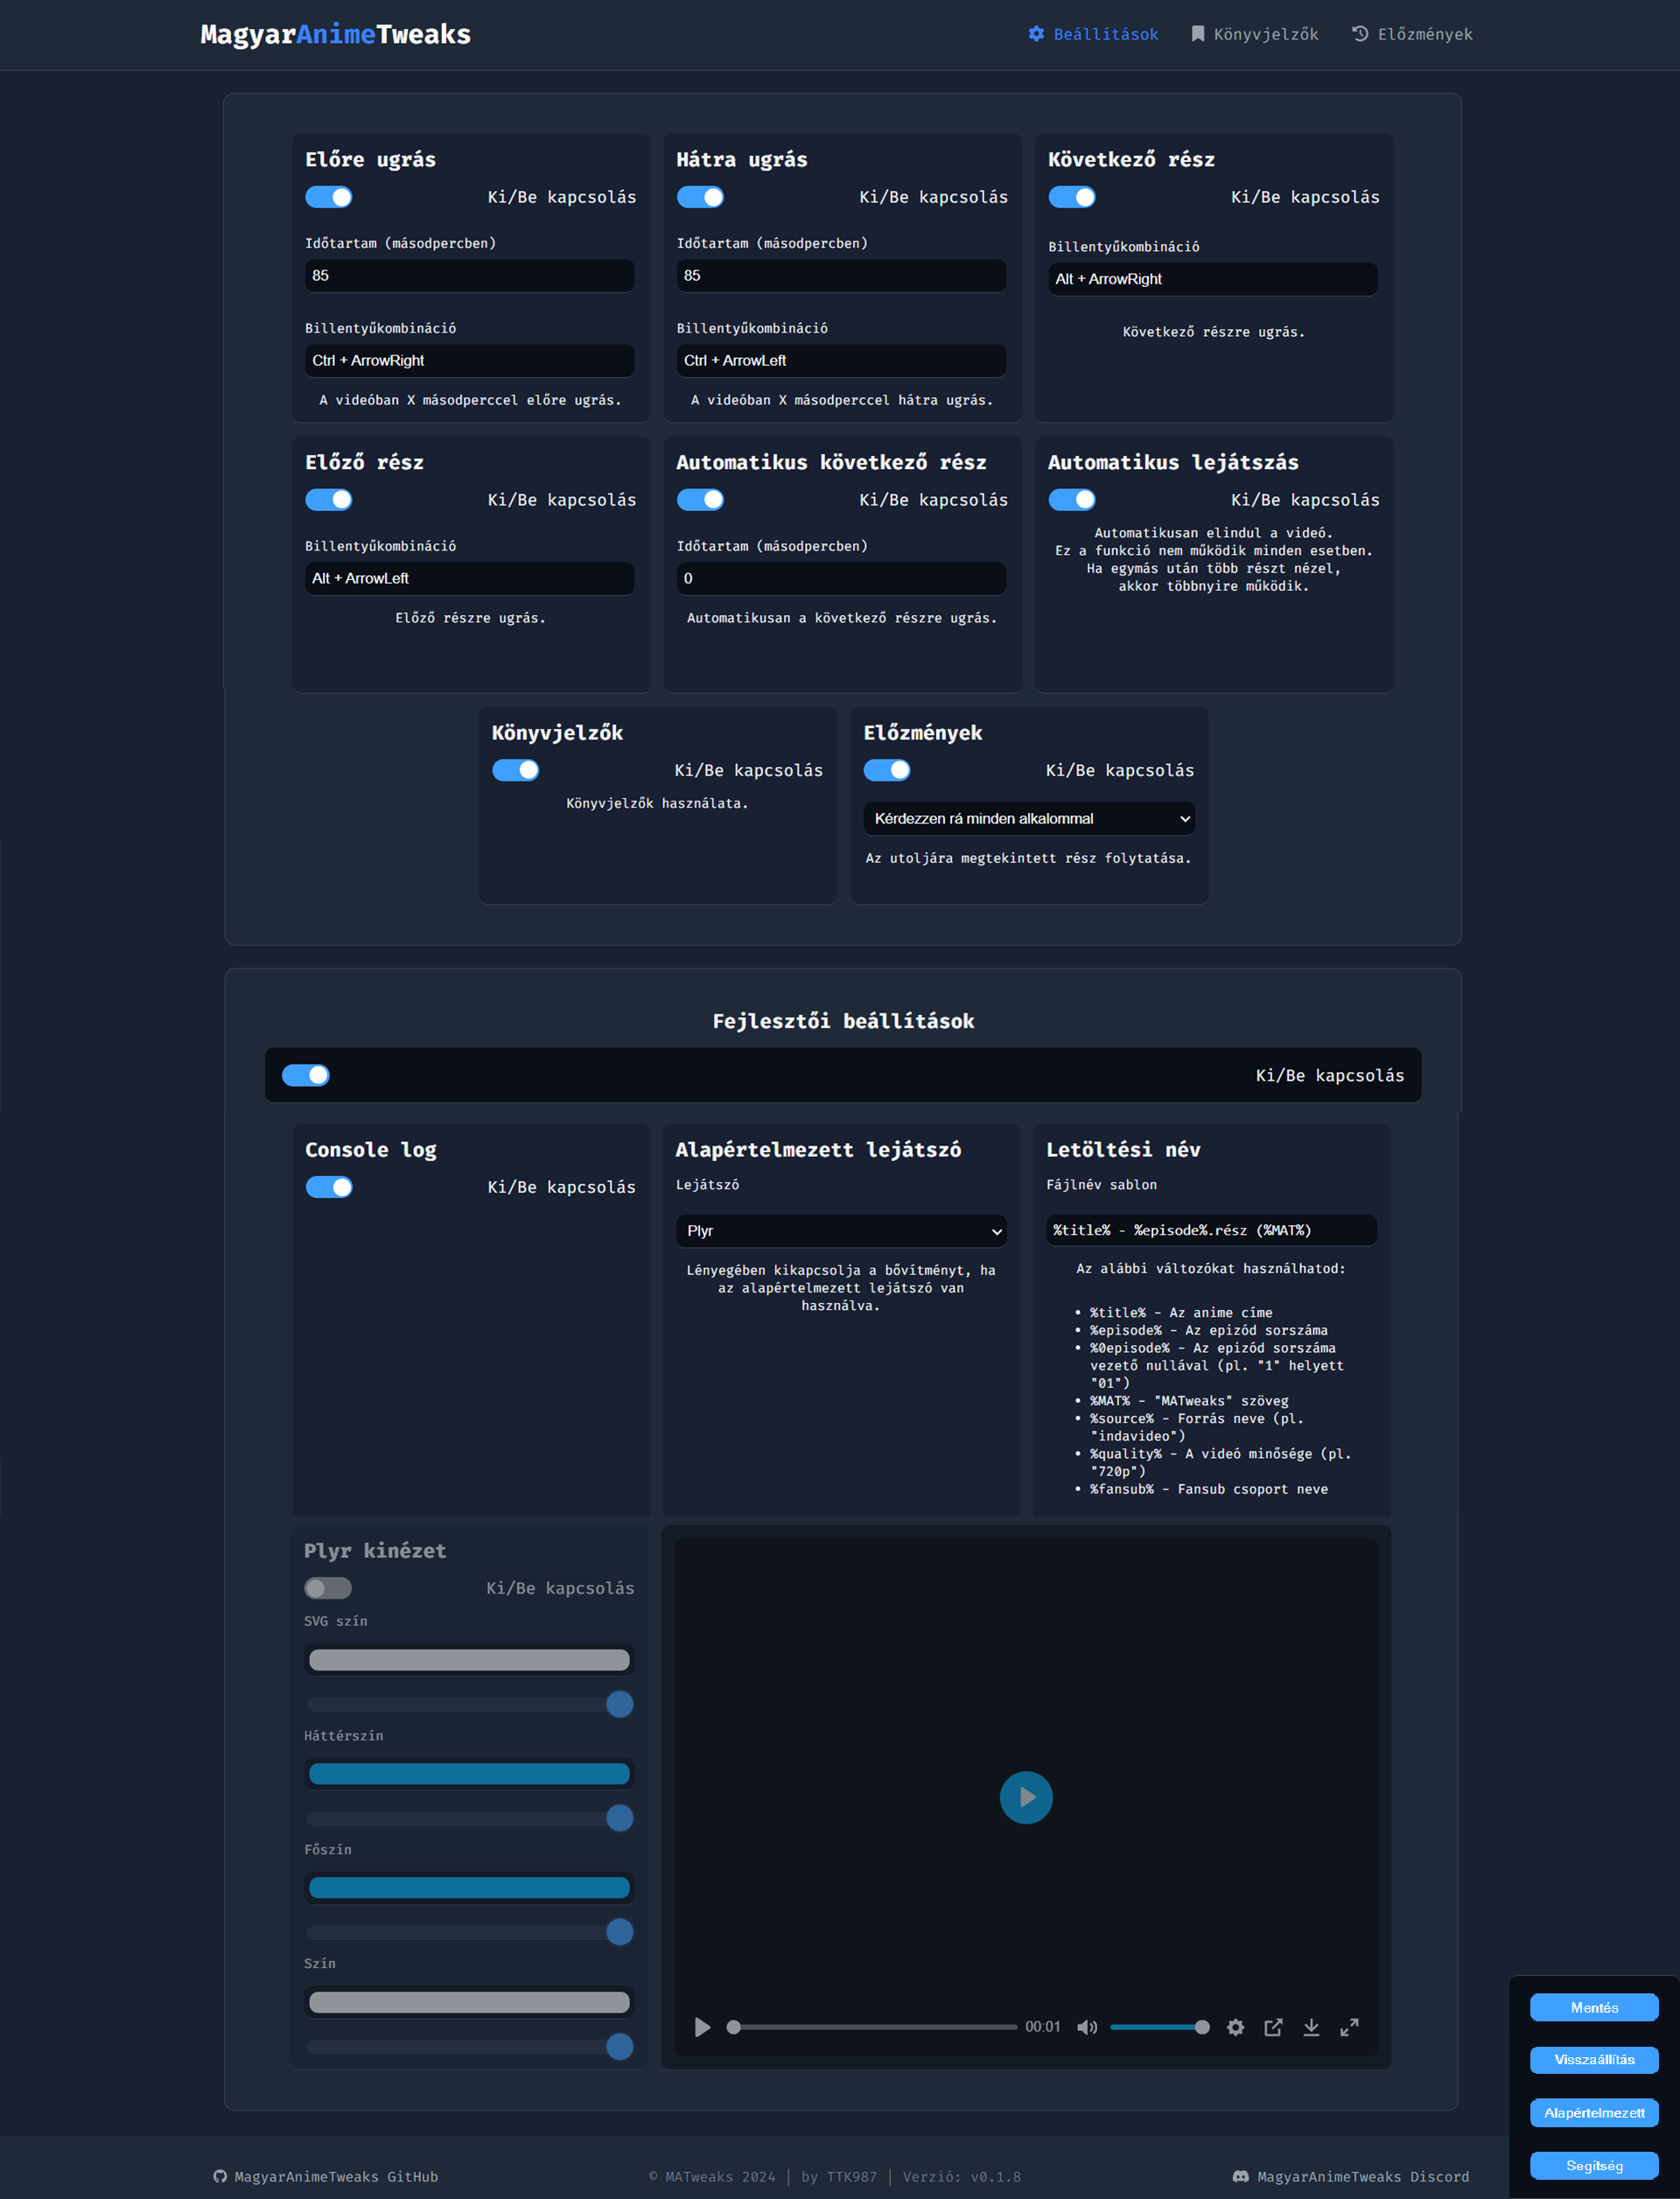 MagyarAnimeTweaks
Beállítások
Könyvjelzők
Előzmények
Előre ugrás
Ki/Be kapcsolás
Időtartam (másodpercben)
85
Billentyűkombináció
Ctrl + ArrowRight
A videóban X másodperccel előre ugrás.
Hátra ugrás
Ki/Be kapcsolás
Időtartam (másodpercben)
85
Billentyűkombináció
Ctrl + ArrowLeft
A videóban X másodperccel hátra ugrás.
Következő rész
Ki/Be kapcsolás
Billentyűkombináció
Alt + ArrowRight
Következő részre ugrás.
Előző rész
Ki/Be kapcsolás
Billentyűkombináció
Alt + ArrowLeft
Előző részre ugrás.
Automatikus következő rész
Ki/Be kapcsolás
Időtartam (másodpercben)
0
Automatikusan a következő részre ugrás.
Automatikus lejátszás
Ki/Be kapcsolás
Automatikusan elindul a videó.
Ez a funkció nem működik minden esetben.
Ha egymás után több részt nézel,
akkor többnyire működik.
Könyvjelzők
Ki/Be kapcsolás
Könyvjelzők használata.
Előzmények
Ki/Be kapcsolás
Kérdezzen rá minden alkalommal
Az utoljára megtekintett rész folytatása.
Fejlesztői beállítások
Ki/Be kapcsolás
Console log
Ki/Be kapcsolás
Alapértelmezett lejátszó
Lejátszó
Plyr
Lényegében kikapcsolja a bővítményt, ha
az alapértelmezett lejátszó van
használva.
Letöltési név
Fájlnév sablon
%title% - %episode%.rész (%MAT%)
Az alábbi változókat használhatod:
• %title% - Az anime címe
• %episode% - Az epizód sorszáma
• %0episode% - Az epizód sorszáma
vezető nullával (pl. "1" helyett
"01")
• %MAT% - "MATweaks" szöveg
• %source% - Forrás neve (pl.
"indavideo")
• %quality% - A videó minősége (pl.
"720p")
• %fansub% - Fansub csoport neve
Plyr kinézet
Ki/Be kapcsolás
SVG szín
Háttérszín
Főszín
Szín
00:01
Mentés
Visszaállítás
Alapértelmezett
Segítség
MagyarAnimeTweaks GitHub
© MATweaks 2024 | by TTK987 | Verzió: v0.1.8
MagyarAnimeTweaks Discord